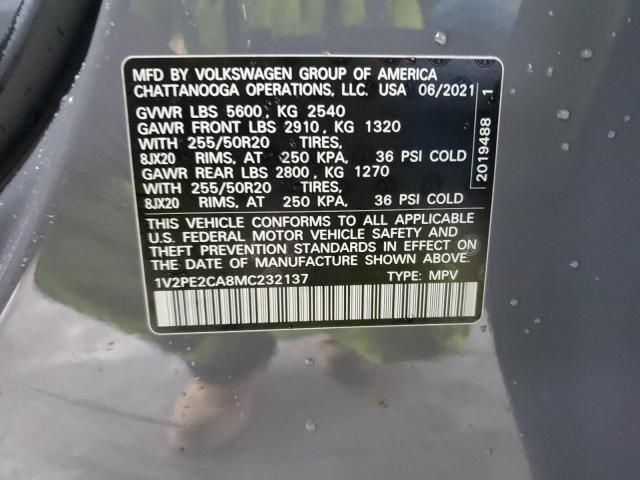 MFD BY VOLKSWAGEN GROUP OF AMERICA
CHATTANOOGA OPERATIONS, LLC. USA 06/2021
GVWR LBS 5600, KG 2540
GAWR FRONT LBS 2910, KG 1320
WITH 255/50R20 TIRES,
8JX20 RIMS, AT 250 KPA, 36 PSI COLD
GAWR REAR LBS 2800, KG 1270
WITH 255/50R20 TIRES,
8JX20 RIMS, AT 250 KPA, 36 PSI COLD
THIS VEHICLE CONFORMS TO ALL APPLICABLE
U.S. FEDERAL MOTOR VEHICLE SAFETY AND
THEFT PREVENTION STANDARDS IN EFFECT ON
THE DATE OF MANUFACTURE SHOWN ABOVE.
1V2PE2CA8MC232137 TYPE: MPV
2019488 1